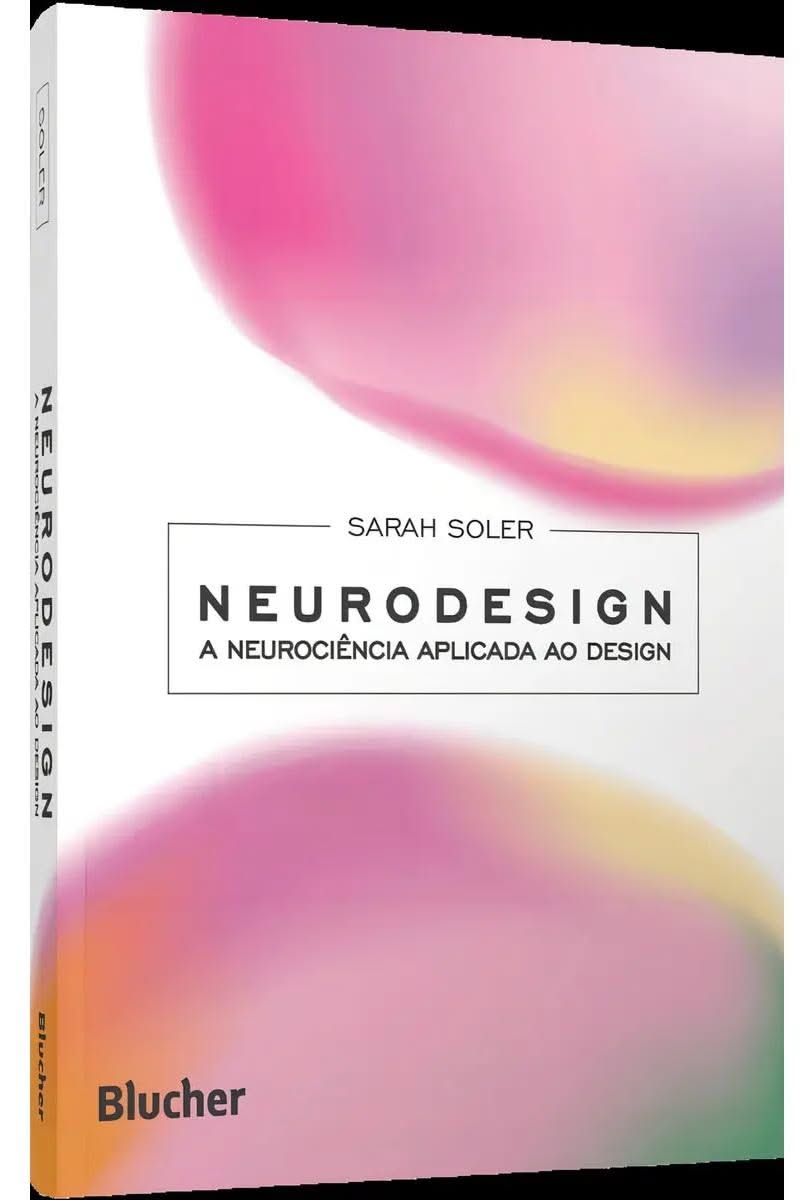 SOLER
NEURODESIGN
A NEUROCIÊNCIA APLICADA AO DESIGN
Blucher
SARAH SOLER
NEURODESIGN
A NEUROCIÊNCIA APLICADA AO DESIGN
Blucher